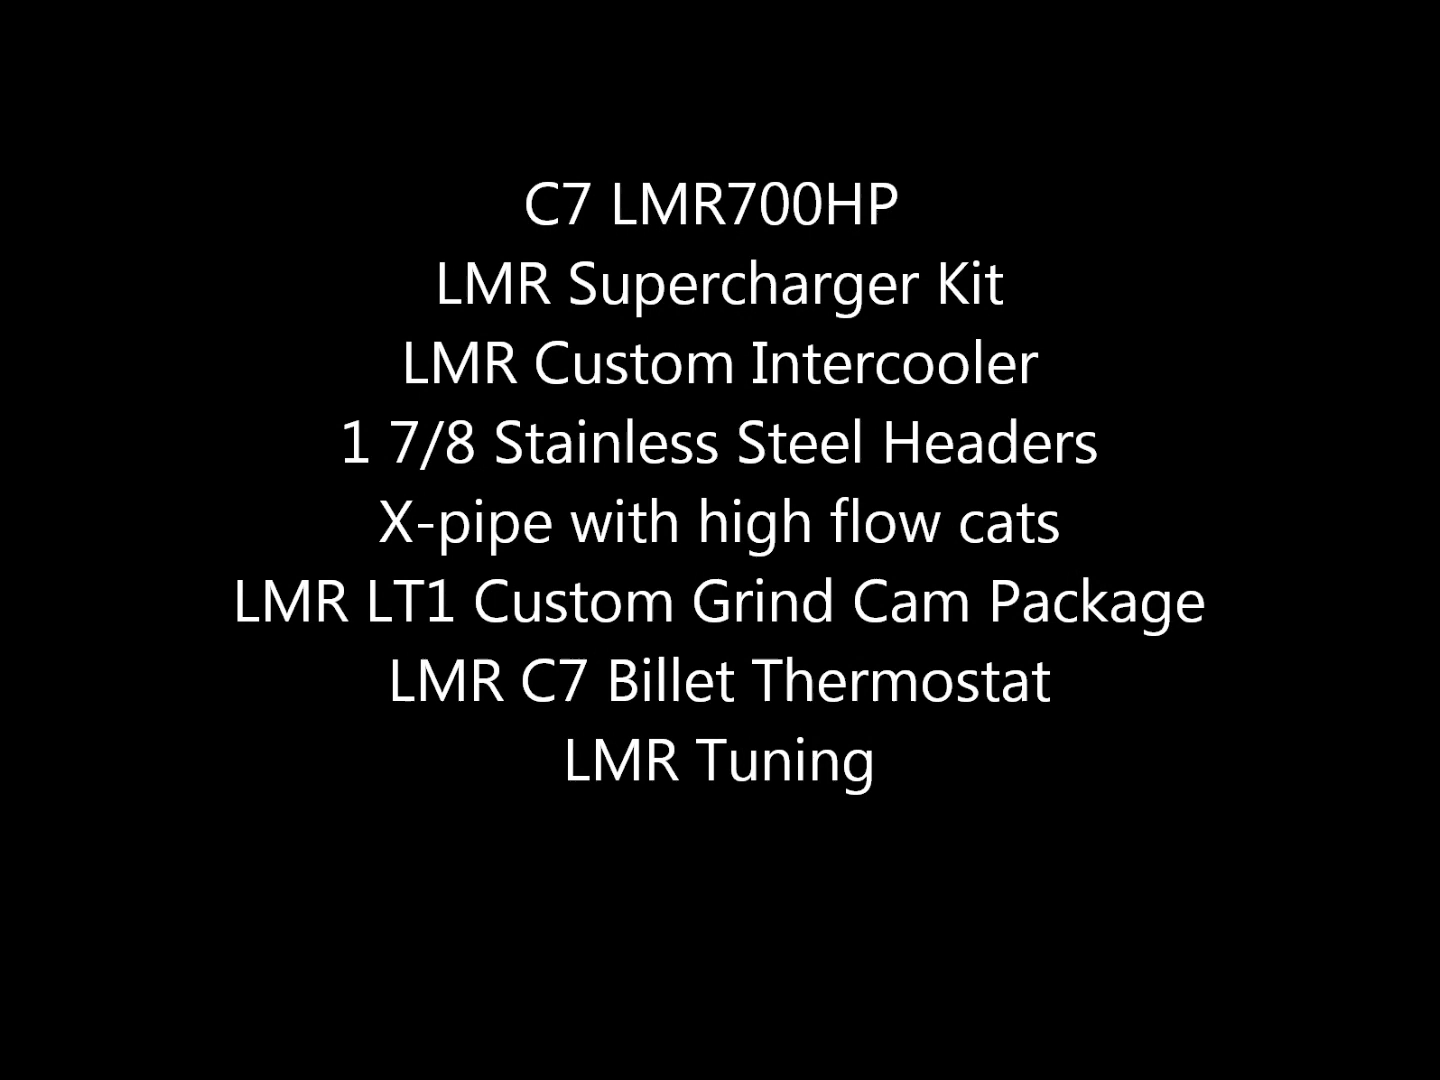 C7 LMR700HP
LMR Supercharger Kit
LMR Custom Intercooler
1 7/8 Stainless Steel Headers
X-pipe with high flow cats
LMR LT1 Custom Grind Cam Package
LMR C7 Billet Thermostat
LMR Tuning